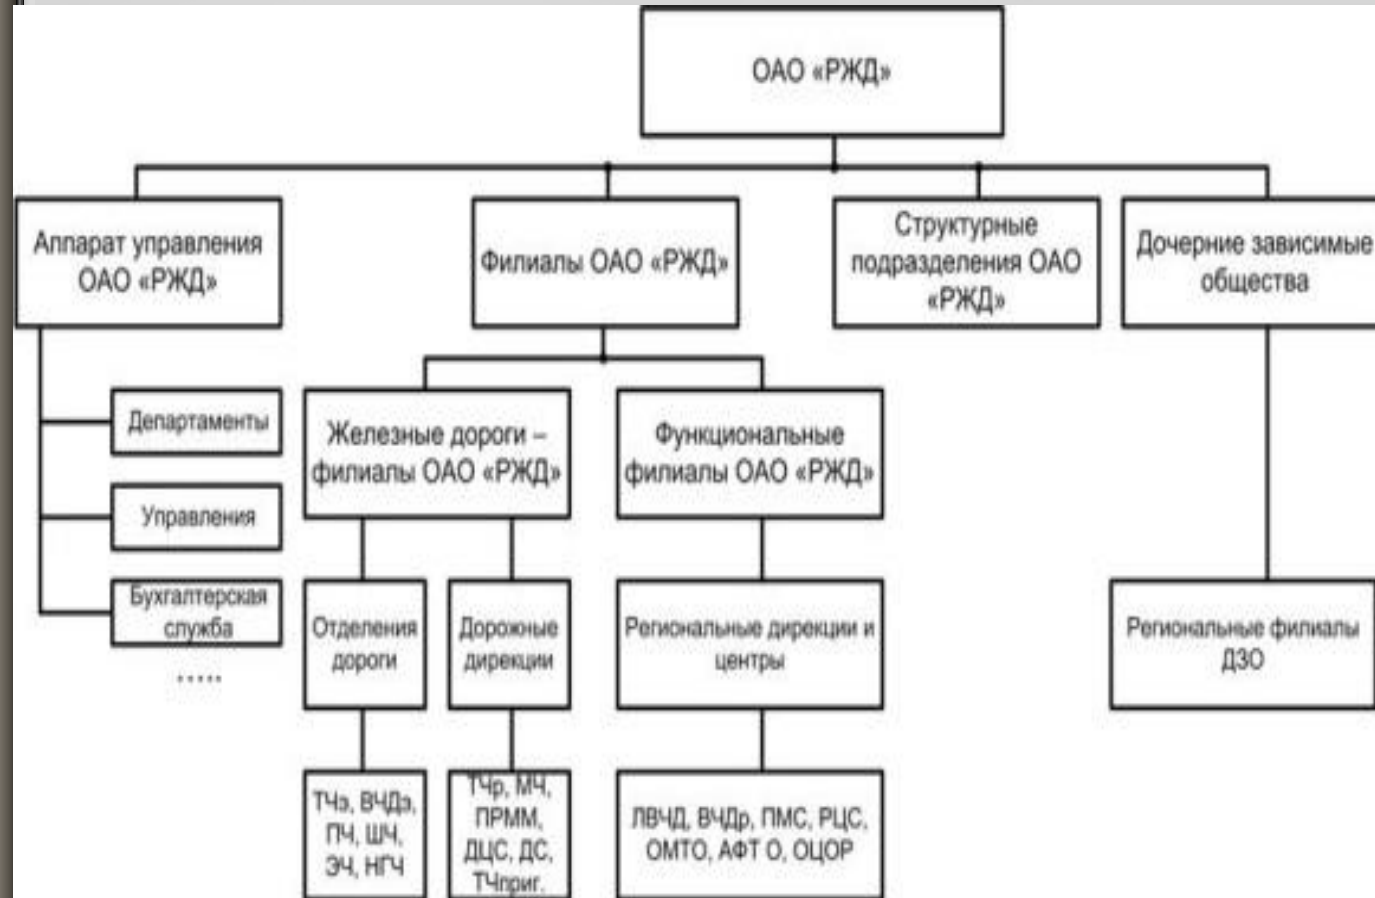 ОАО «РЖД»
Аппарат управления
ОАО «РЖД»
Филиалы ОАО «РЖД»
Структурные
подразделения ОАО
«РЖД»
Дочерние зависимые
общества
Департаменты
Управления
Бухгалтерская
служба
.....
Железные дороги –
филиалы ОАО «РЖД»
Функциональные
филиалы ОАО «РЖД»
Отделения
дороги
Дорожные
дирекции
Региональные дирекции и
центры
Региональные филиалы
ДЗО
ТЧэ, ВЧДэ,
ПЧ, ШЧ,
ЭЧ, НГЧ
ТЧр, МЧ,
ПРММ,
ДЦС, ДС,
ТЧприг.
ЛВЧД, ВЧДр, ПМС, РЦС,
ОМТО, АФТ О, ОЦОР